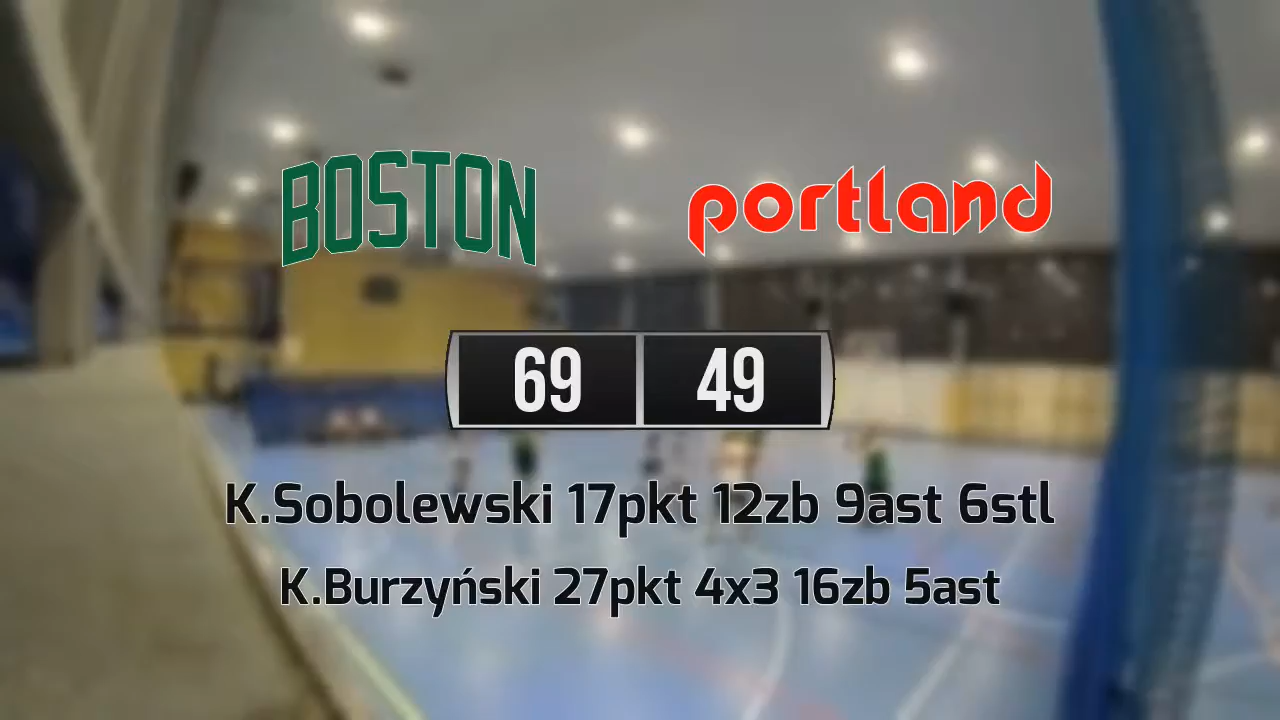 BOSTON portland
69 49
K.Sobolewski 17pkt 12zb 9ast 6stl
K.Burzyński 27pkt 4x3 16zb 5ast